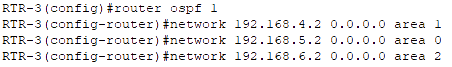 RTR-3(config)#router ospf 1
RTR-3(config-router)#network 192.168.4.2 0.0.0.0 area 1
RTR-3(config-router)#network 192.168.5.2 0.0.0.0 area 0
RTR-3(config-router)#network 192.168.6.2 0.0.0.0 area 2